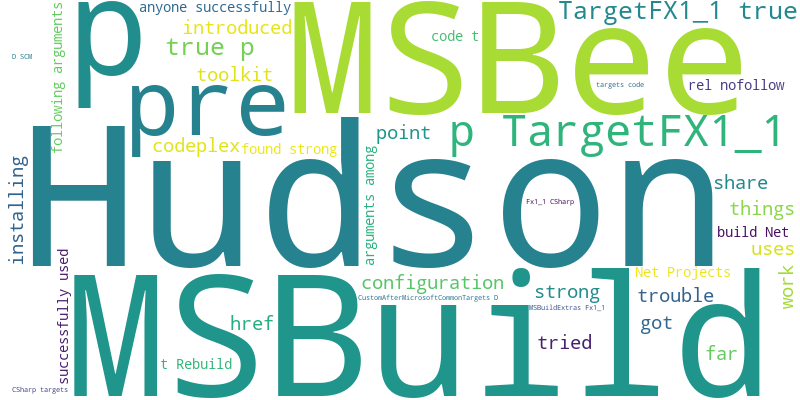 anyone successfully
introduced
true p
toolkit
p
MSBee
code t
TargetFX1_1 true
targets code
rel nofollow
D SCM
following arguments
pre
codeplex
found strong
point
p TargetFX1_1
installing
Hudson
arguments among
Fx1_1 CSharp
share
things
build Net
uses
work
successfully used
MSBuild
configuration
CustomAfterMicrosoftCommonTargets D
strong
MSBuildExtras Fx1_1
Net Projects
trouble
got
tried
far
href
t Rebuild
CSharp targets